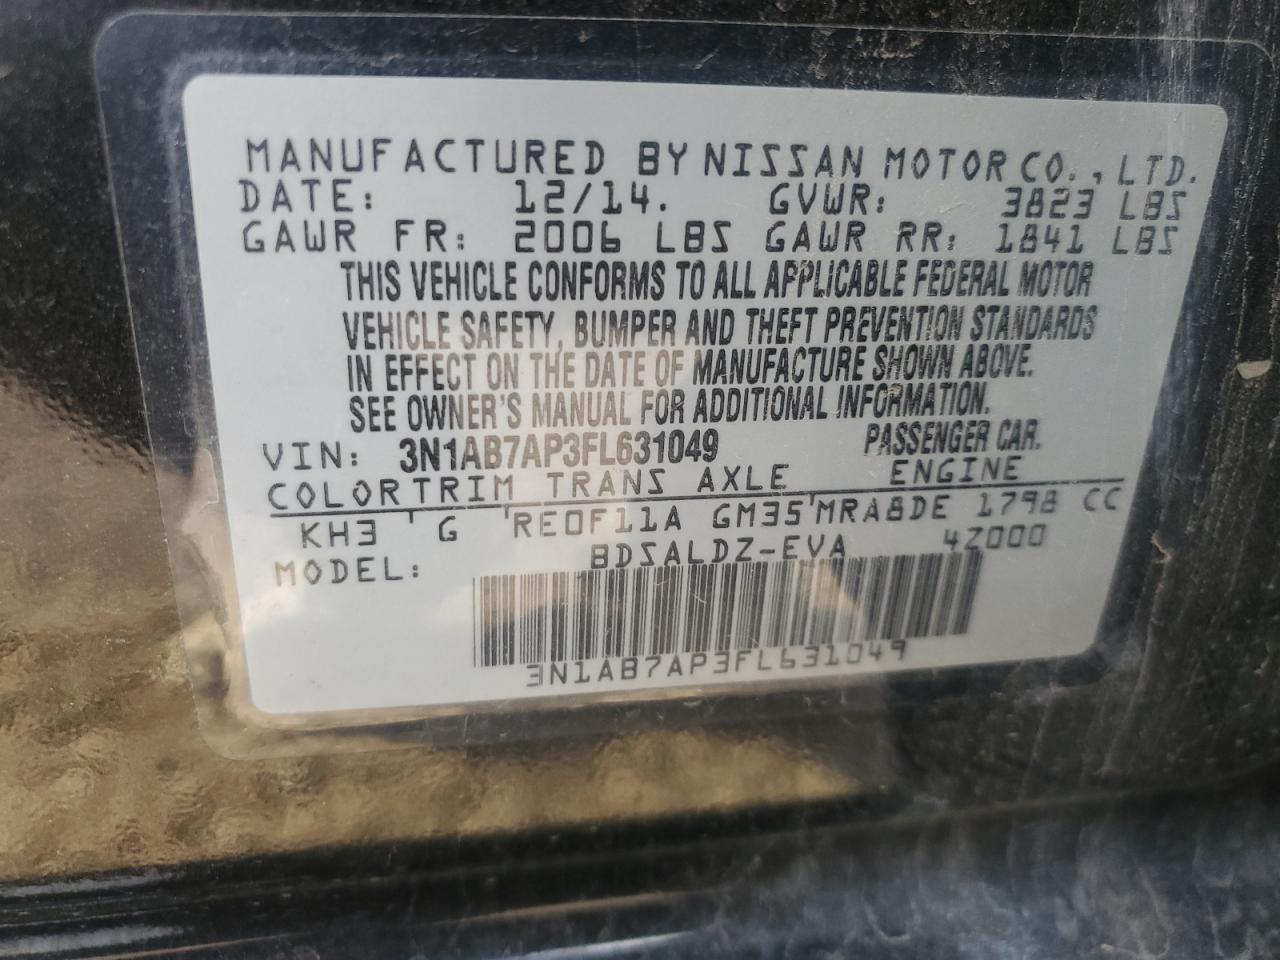 MANUFACTURED BY NISSAN MOTOR CO., LTD.
DATE: 12/14. GVWR: 3823 LBS
GAWR FR: 2006 LBS GAWR RR: 1841 LBS
THIS VEHICLE CONFORMS TO ALL APPLICABLE FEDERAL MOTOR
VEHICLE SAFETY, BUMPER AND THEFT PREVENTION STANDARDS
IN EFFECT ON THE DATE OF MANUFACTURE SHOWN ABOVE.
SEE OWNER'S MANUAL FOR ADDITIONAL INFORMATION.
VIN: 3N1AB7AP3FL631049 PASSENGER CAR.
COLOR TRIM TRANS AXLE ENGINE
KH3 ' G RE0F11A GM35 ' MRA8DE 1798 CC
MODEL: BDSALDZ-EVA 4Z000
3N1AB7AP3FL631049